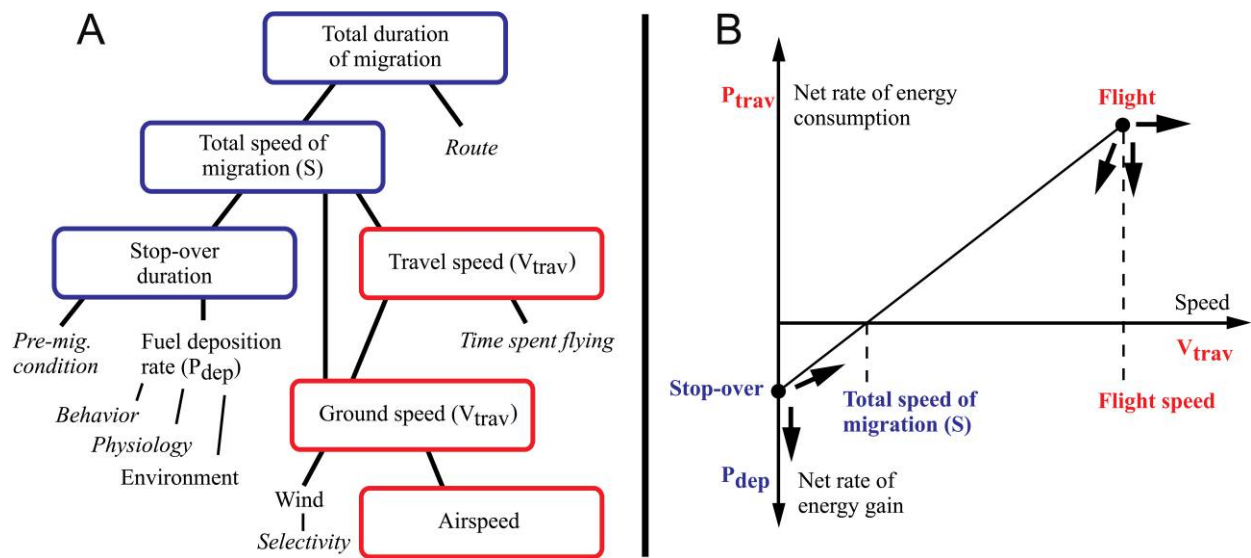 A
Total duration
of migration
Total speed of
migration (S)
Route
Stop-over
duration
Travel speed (Vtrav)
Pre-mig.
condition
Fuel deposition
rate (Pdep)
Time spent flying
Behavior
Physiology
Environment
Ground speed (Vtrav)
Wind
Selectivity
Airspeed
B
Ptrav
Net rate of energy
consumption
Flight
Speed
Vtrav
Stop-over
Total speed of
migration (S)
Flight speed
Pdep
Net rate of
energy gain